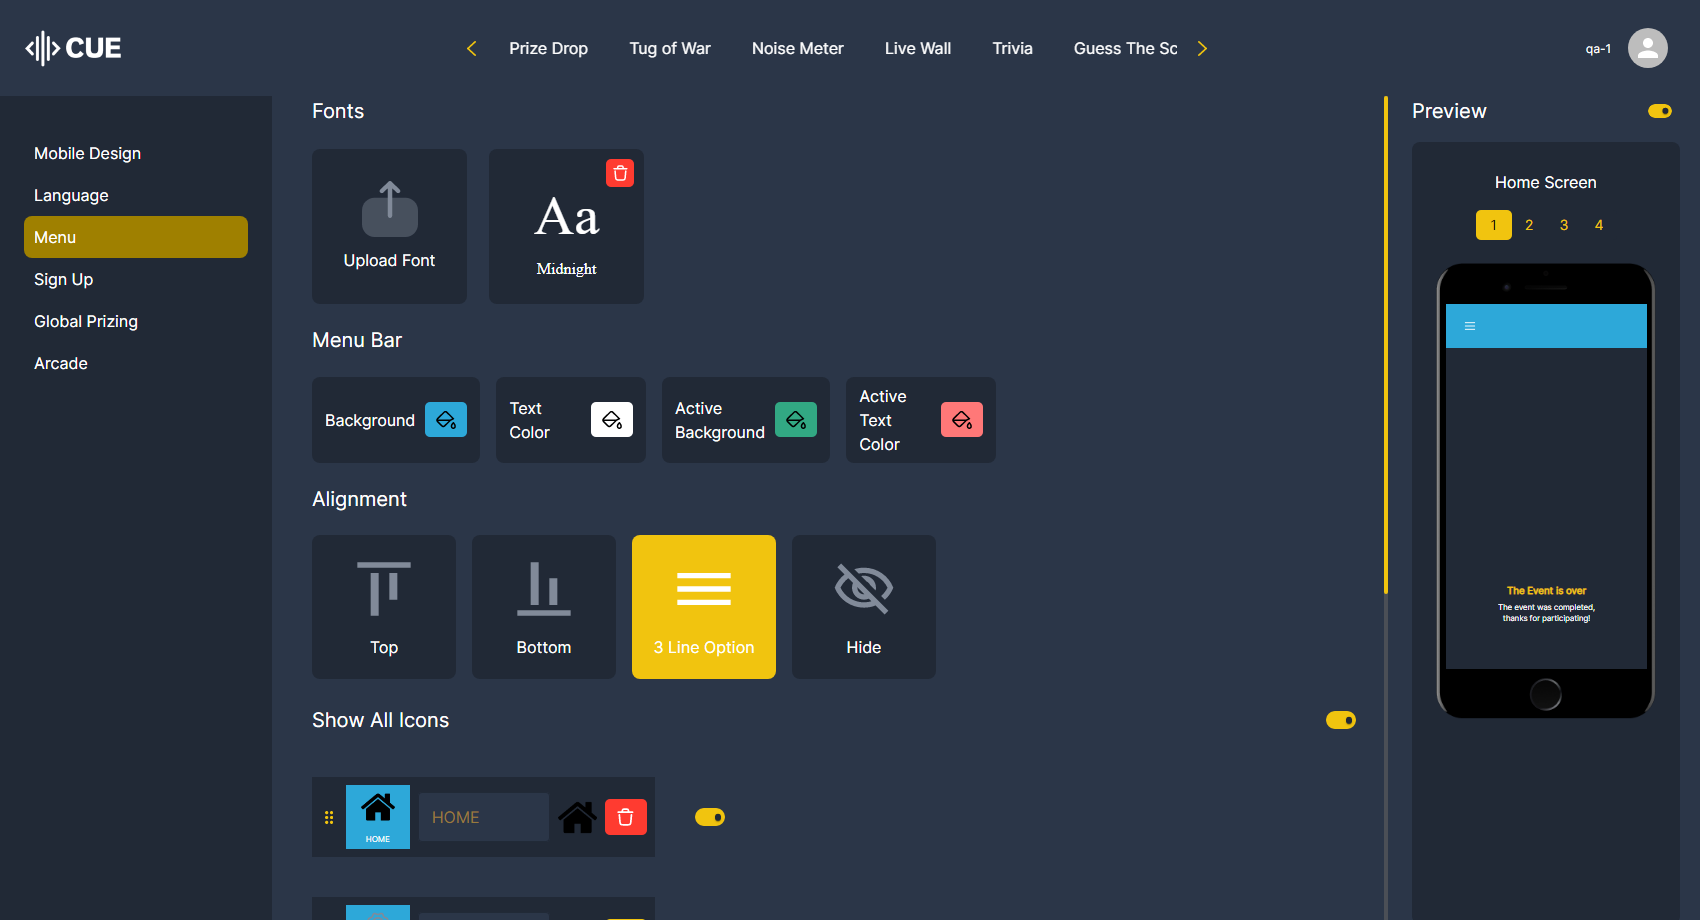 CUE
Prize Drop
Tug of War
Noise Meter
Live Wall
Trivia
Guess The Sc
qa-1
Mobile Design
Language
Menu
Sign Up
Global Prizing
Arcade
Fonts
Upload Font
Aa
Midnight
Menu Bar
Background
Text
Color
Active
Background
Active
Text
Color
Alignment
Top
Bottom
3 Line Option
Hide
Show All Icons
HOME
HOME
Preview
Home Screen
1 2 3 4
The Event is over
The event was completed,
thanks for participating!